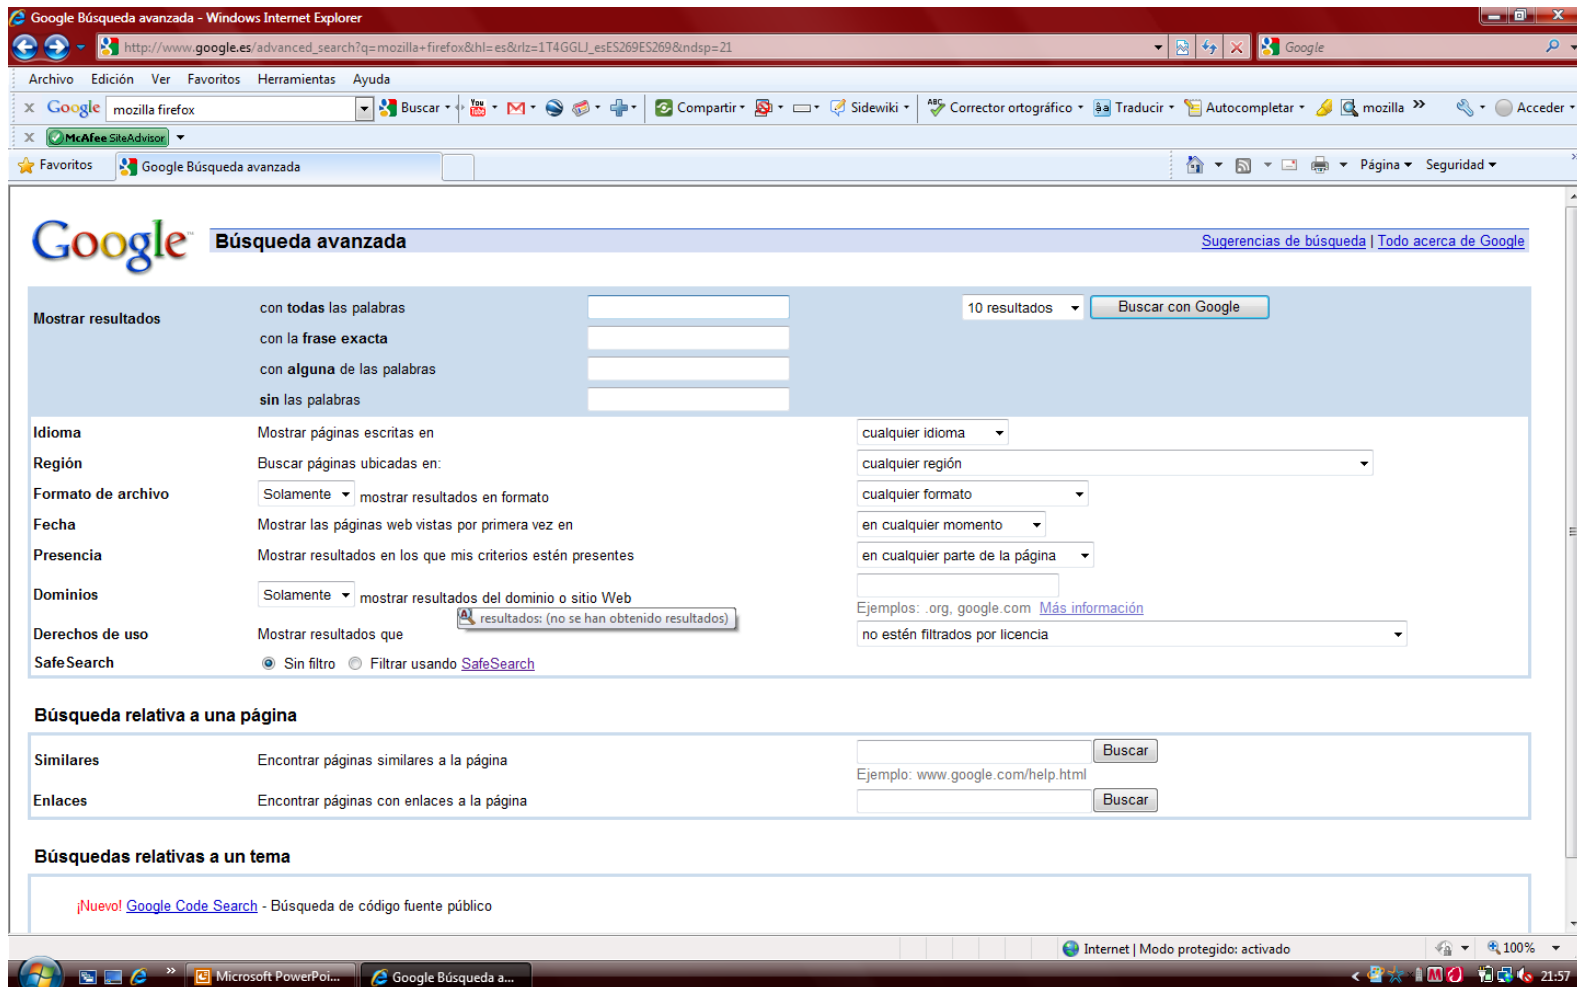 Google Búsqueda avanzada - Windows Internet Explorer
http://www.google.es/advanced_search?q=mozilla+firefox&hl=es&rlz=1T4GGLJ_esES269ES269&ndsp=21 Google
Archivo Edición Ver Favoritos Herramientas Ayuda
x Google mozilla firefox Buscar You Tube Compartir Sidewiki ABC Corrector ortográfico Traducir Autocompletar mozilla » Acceder
x McAfee SiteAdvisor
Favoritos Google Búsqueda avanzada Página Seguridad »
Google™ Búsqueda avanzada Sugerencias de búsqueda | Todo acerca de Google
Mostrar resultados con todas las palabras 10 resultados Buscar con Google
con la frase exacta
con alguna de las palabras
sin las palabras
Idioma Mostrar páginas escritas en cualquier idioma
Región Buscar páginas ubicadas en: cualquier región
Formato de archivo Solamente mostrar resultados en formato cualquier formato
Fecha Mostrar las páginas web vistas por primera vez en en cualquier momento
Presencia Mostrar resultados en los que mis criterios estén presentes en cualquier parte de la página
Dominios Solamente mostrar resultados del dominio o sitio Web
Ejemplos: .org, google.com Más información
resultados: (no se han obtenido resultados)
Derechos de uso Mostrar resultados que no estén filtrados por licencia
SafeSearch Sin filtro Filtrar usando SafeSearch
Búsqueda relativa a una página
Similares Encontrar páginas similares a la página Buscar
Ejemplo: www.google.com/help.html
Enlaces Encontrar páginas con enlaces a la página Buscar
Búsquedas relativas a un tema
¡Nuevo! Google Code Search - Búsqueda de código fuente público
Internet | Modo protegido: activado 100%
» Microsoft PowerPoi... Google Búsqueda a... 21:57